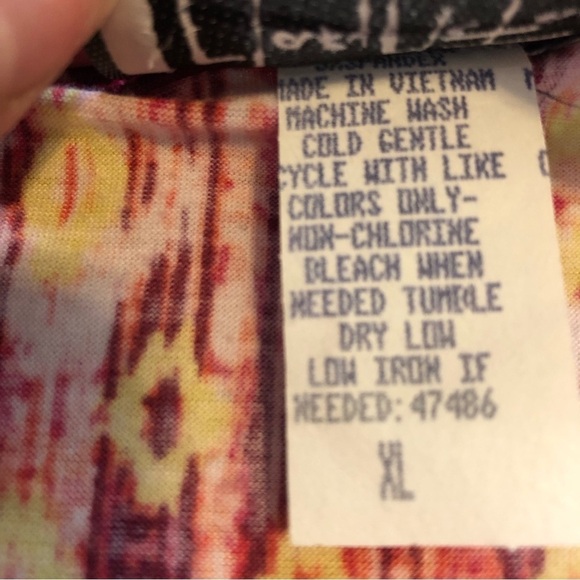 SPANDEX
MADE IN VIETNAM
MACHINE WASH
COLD GENTLE
CYCLE WITH LIKE
COLORS ONLY-
NON-CHLORINE
BLEACH WHEN
NEEDED TUMBLE
DRY LOW
LOW IRON IF
NEEDED: 47486
XL